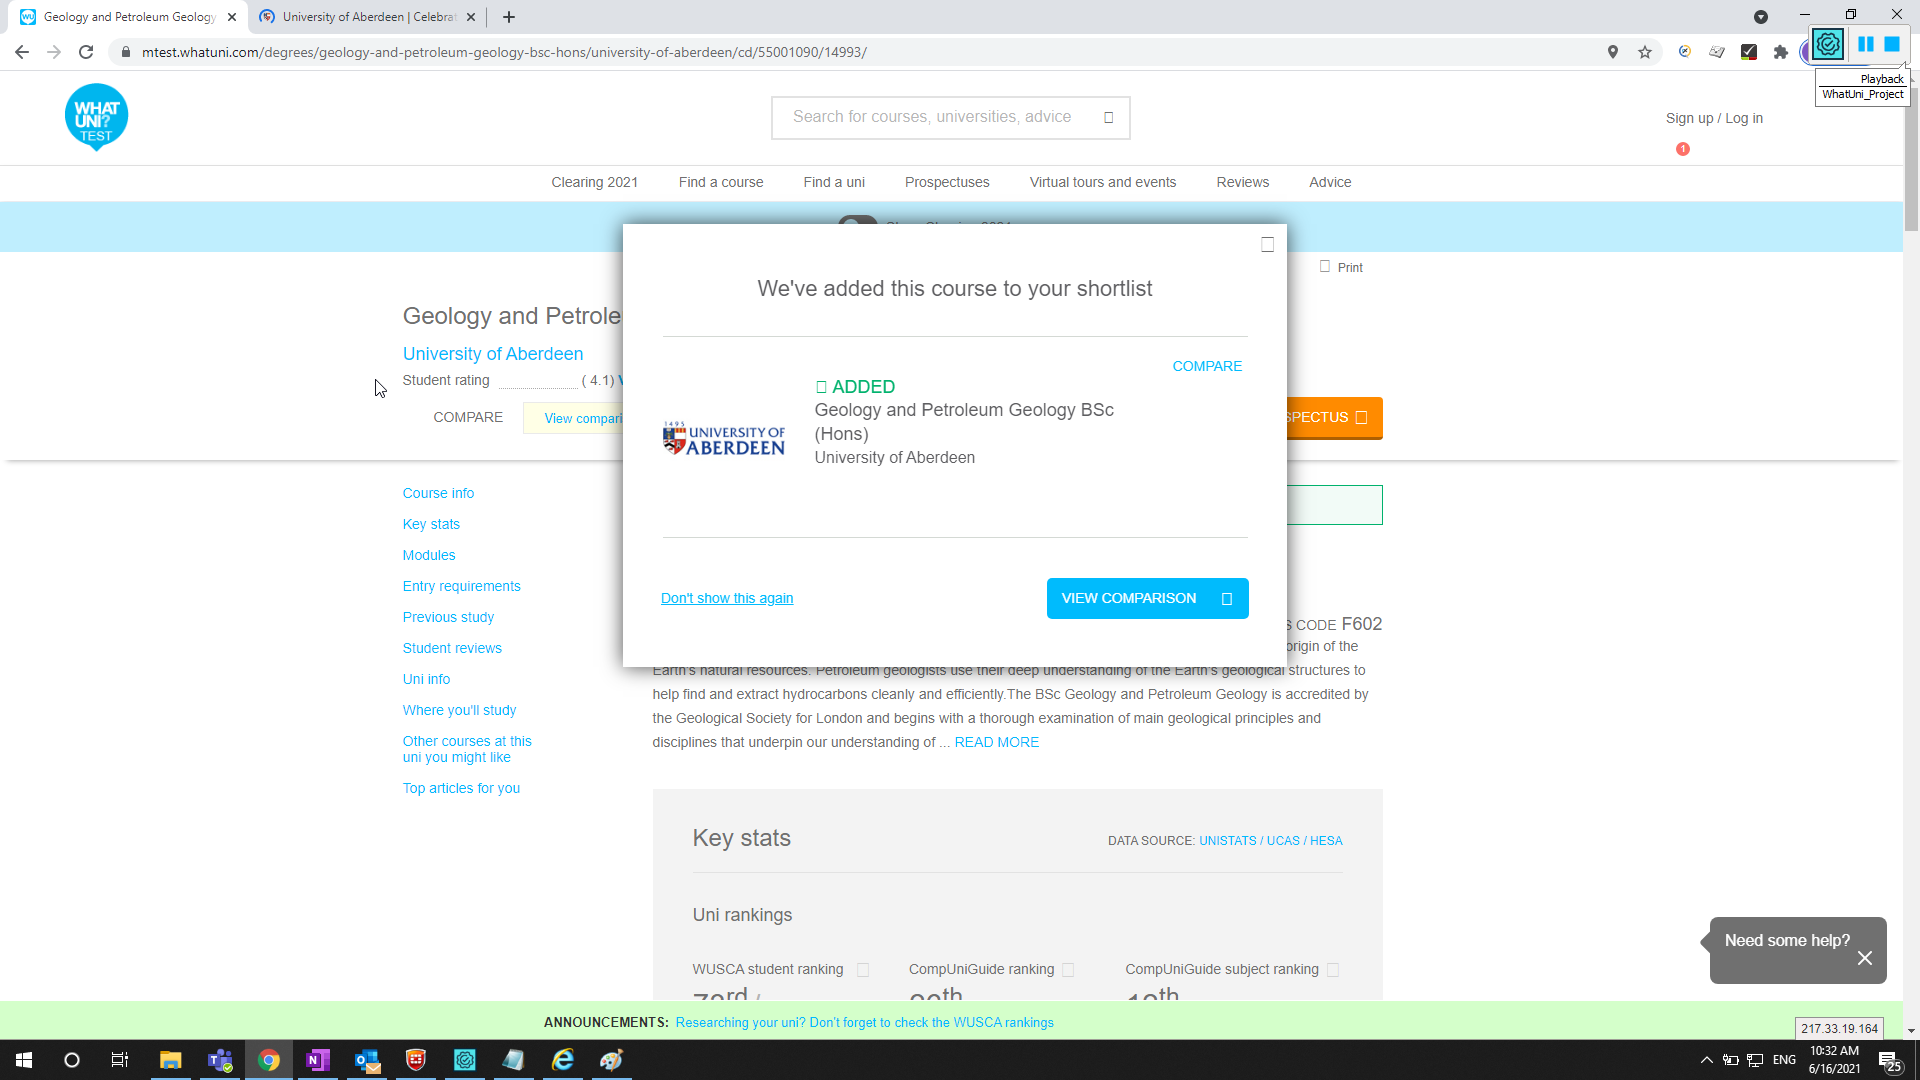 Geology and Petroleum Geology
University of Aberdeen | Celebrat
mtest.whatuni.com/degrees/geology-and-petroleum-geology-bsc-hons/university-of-aberdeen/cd/55001090/14993/
Playback
WhatUni_Project
WHAT
UNI?
TEST
Search for courses, universities, advice
Sign up / Log in
1
Clearing 2021
Find a course
Find a uni
Prospectuses
Virtual tours and events
Reviews
Advice
Print
We've added this course to your shortlist
Geology and Petrole
University of Aberdeen
Student rating
( 4.1)
COMPARE
View compari
COMPARE
ADDED
Geology and Petroleum Geology BSc
(Hons)
University of Aberdeen
1495
UNIVERSITY OF
ABERDEEN
SPECTUS
Course info
Key stats
Modules
Entry requirements
Previous study
Student reviews
Uni info
Where you'll study
Other courses at this
uni you might like
Top articles for you
Don't show this again
VIEW COMPARISON
S CODE F602
origin of the
Earth's natural resources. Petroleum geologists use their deep understanding of the Earth's geological structures to
help find and extract hydrocarbons cleanly and efficiently.The BSc Geology and Petroleum Geology is accredited by
the Geological Society for London and begins with a thorough examination of main geological principles and
disciplines that underpin our understanding of ... READ MORE
Key stats
DATA SOURCE: UNISTATS / UCAS / HESA
Uni rankings
WUSCA student ranking
CompUniGuide ranking
CompUniGuide subject ranking
Need some help?
ANNOUNCEMENTS: Researching your uni? Don't forget to check the WUSCA rankings
217.33.19.164
ENG
10:32 AM
6/16/2021
25